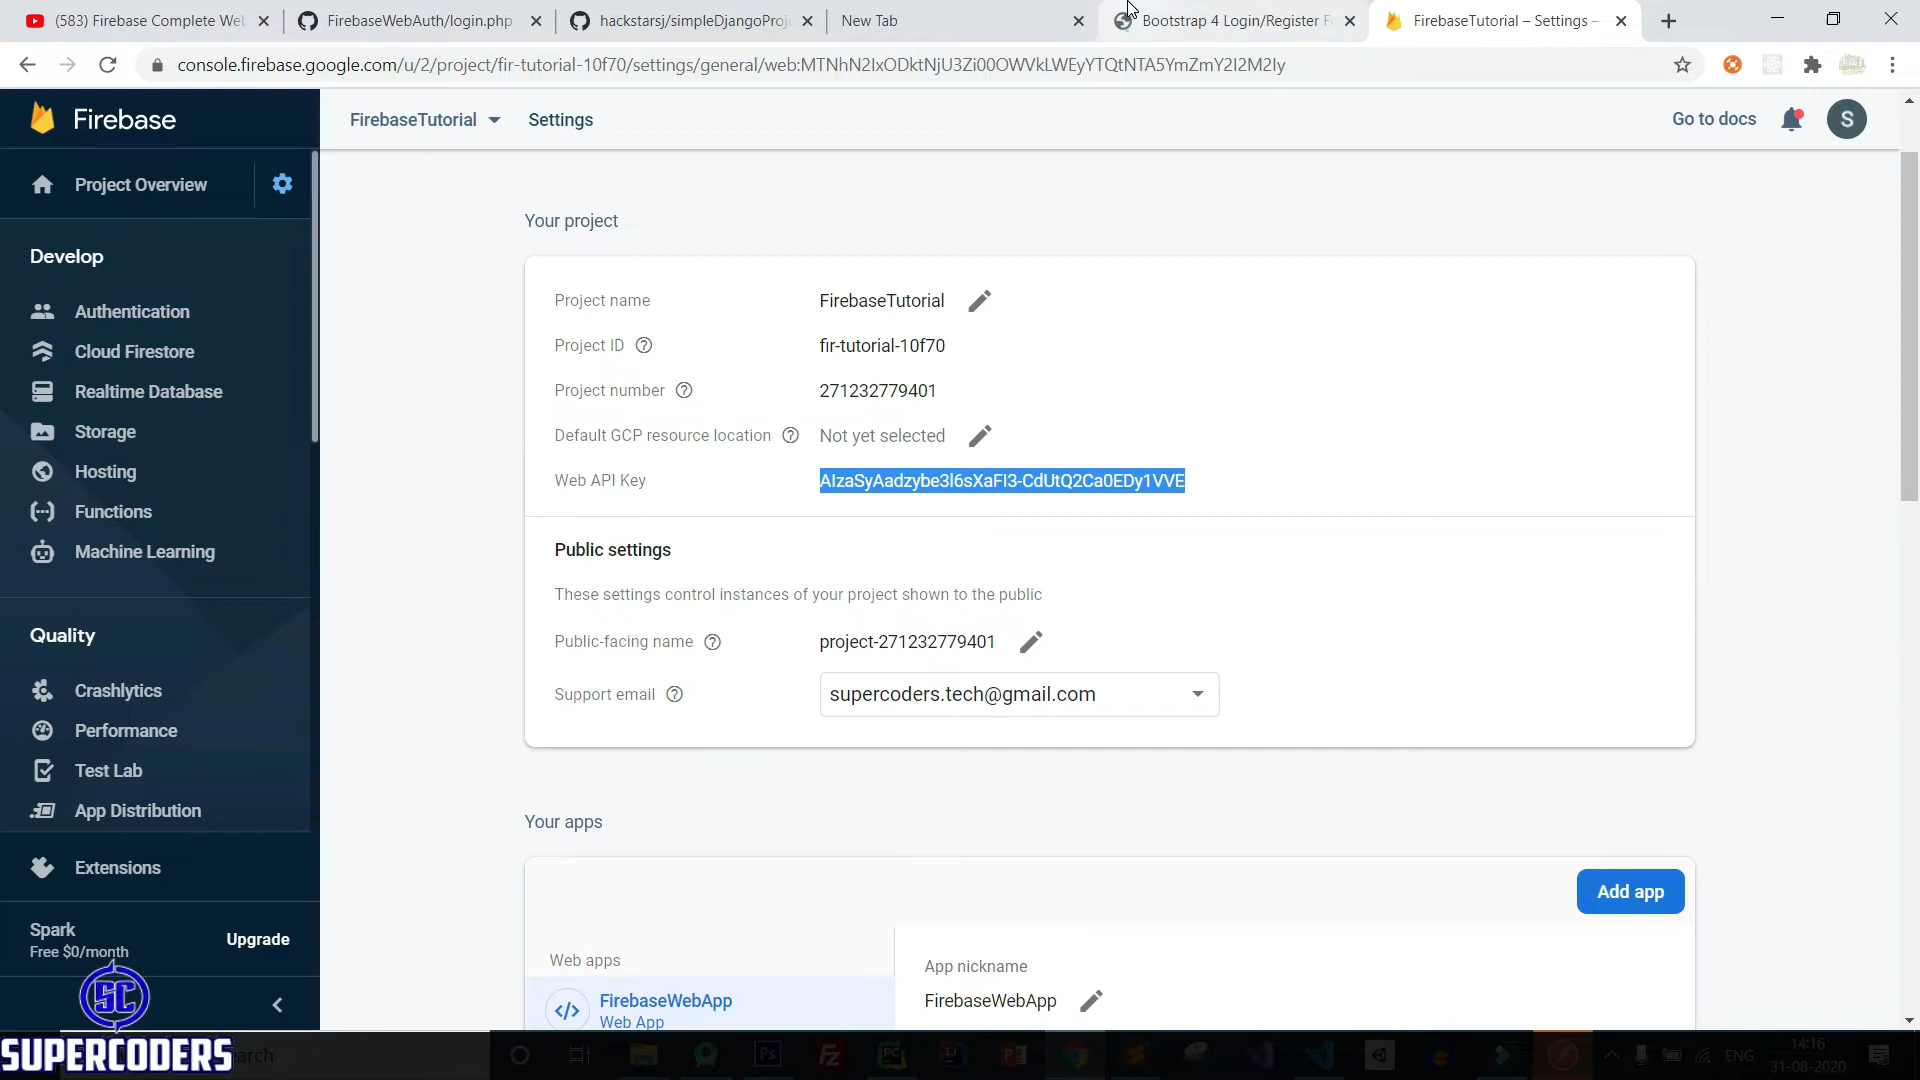 (583) Firebase Complete Web
FirebaseWebAuth/login.php
hackstarsj/simpleDjangoProj
New Tab
Bootstrap 4 Login/Register F
FirebaseTutorial – Settings –
console.firebase.google.com/u/2/project/fir-tutorial-10f70/settings/general/web:MTNhN2IxODktNjU3Zi00OWVkLWEyYTQtNTA5YmZmY2I2M2Iy
Firebase
FirebaseTutorial
Settings
Go to docs
S
Project Overview
Develop
Authentication
Cloud Firestore
Realtime Database
Storage
Hosting
Functions
Machine Learning
Quality
Crashlytics
Performance
Test Lab
App Distribution
Extensions
Spark
Free $0/month
Upgrade
Your project
Project name FirebaseTutorial
Project ID fir-tutorial-10f70
Project number 271232779401
Default GCP resource location Not yet selected
Web API Key AIzaSyAadzybe3l6sXaFI3-CdUtQ2Ca0EDy1VVE
Public settings
These settings control instances of your project shown to the public
Public-facing name project-271232779401
Support email supercoders.tech@gmail.com
Your apps
Add app
Web apps
FirebaseWebApp
Web App
App nickname
FirebaseWebApp
SC
SUPERCODERS
earch
ENG
14:16
31-08-2020